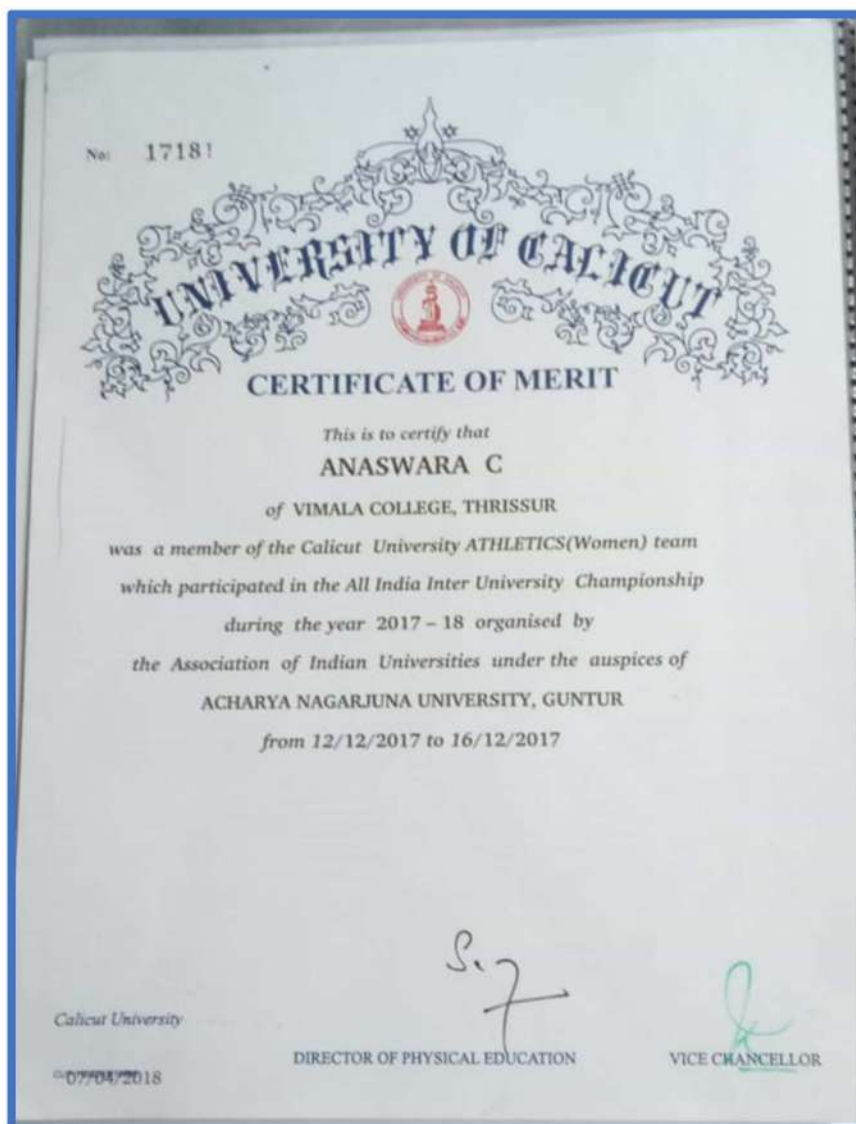 No: 17181
UNIVERSITY OF CALICUT
CERTIFICATE OF MERIT
This is to certify that
ANASWARA C
of VIMALA COLLEGE, THRISSUR
was a member of the Calicut University ATHLETICS(Women) team
which participated in the All India Inter University Championship
during the year 2017 – 18 organised by
the Association of Indian Universities under the auspices of
ACHARYA NAGARJUNA UNIVERSITY, GUNTUR
from 12/12/2017 to 16/12/2017
Calicut University
DIRECTOR OF PHYSICAL EDUCATION
VICE CHANCELLOR
07/04/2018